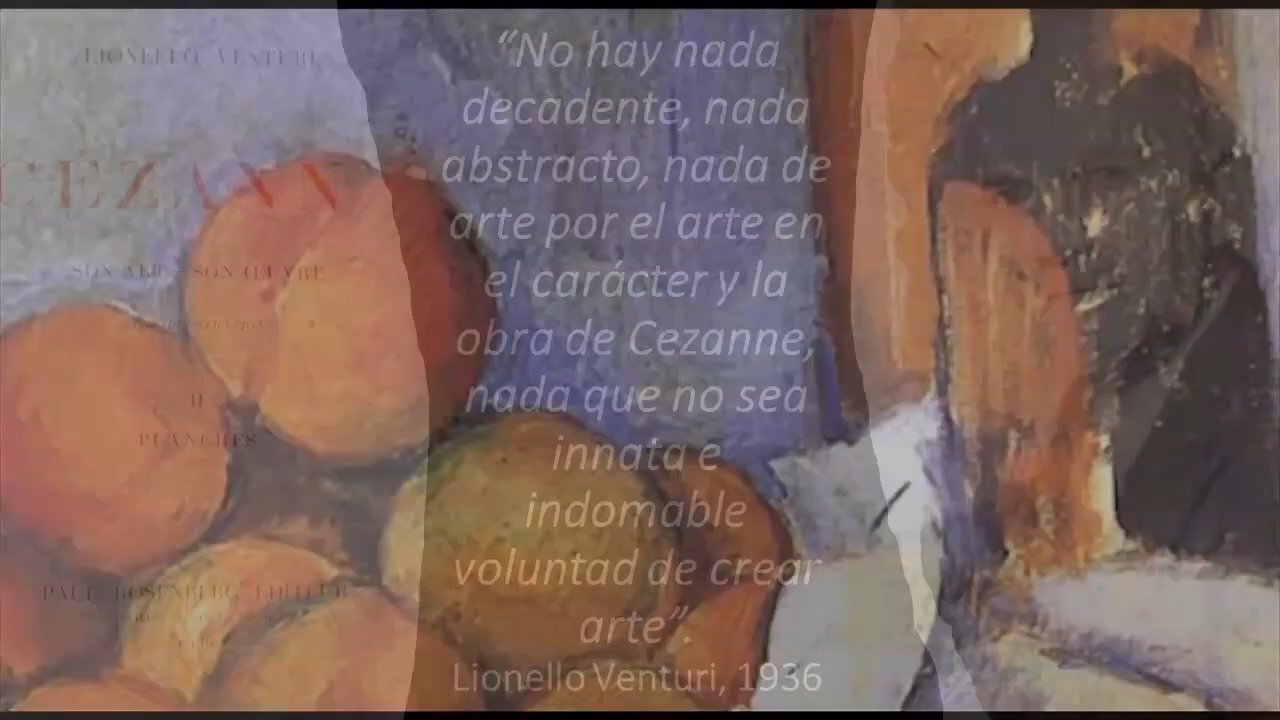 LIONELLO VENTURI
CEZANN
SON ART - SON ŒUVRE
II
PLANCHES
PAUL ROSENBERG EDITEUR
“No hay nada
decadente, nada
abstracto, nada de
arte por el arte en
el carácter y la
obra de Cezanne,
nada que no sea
innata e
indomable
voluntad de crear
arte”.
Lionello Venturi, 1936